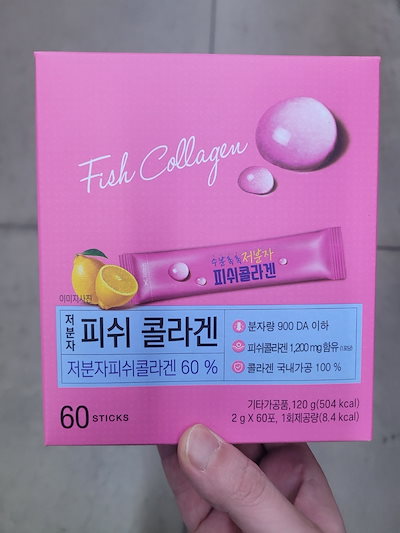 Fish Collagen
수분촉촉 저분자
피쉬콜라겐
이미지사진
저분자 피쉬 콜라겐
저분자피쉬콜라겐 60 %
분자량 900 DA 이하
피쉬콜라겐 1,200 mg 함유
콜라겐 국내가공 100 %
60 STICKS
기타가공품, 120 g(504 kcal)
2 g X 60포, 1회제공량(8.4 kcal)